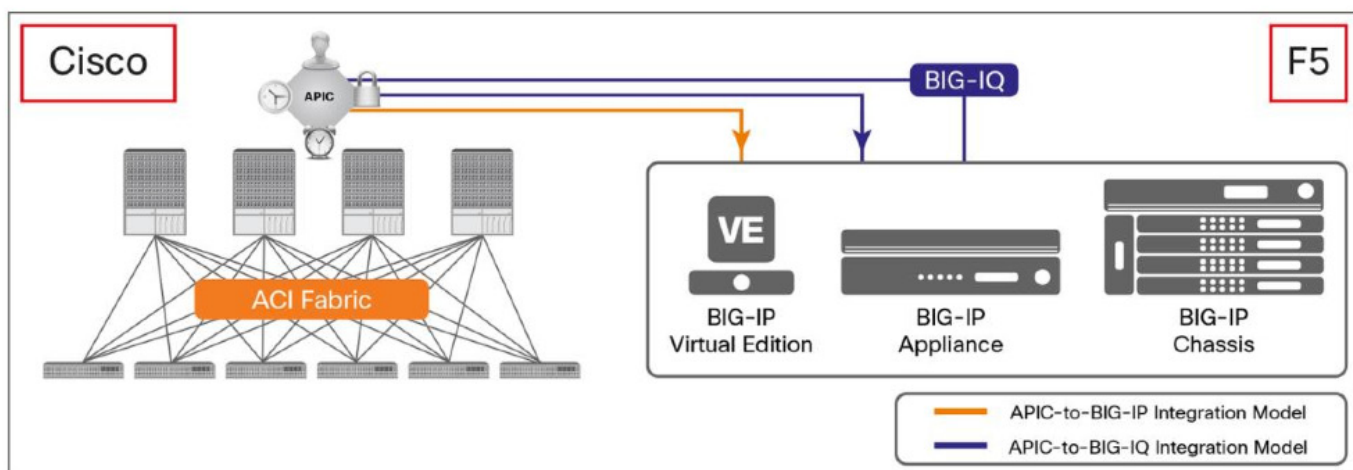 Cisco
F5
APIC
BIG-IQ
VE
ACI Fabric
BIG-IP
Virtual Edition
BIG-IP
Appliance
BIG-IP
Chassis
APIC-to-BIG-IP Integration Model
APIC-to-BIG-IQ Integration Model